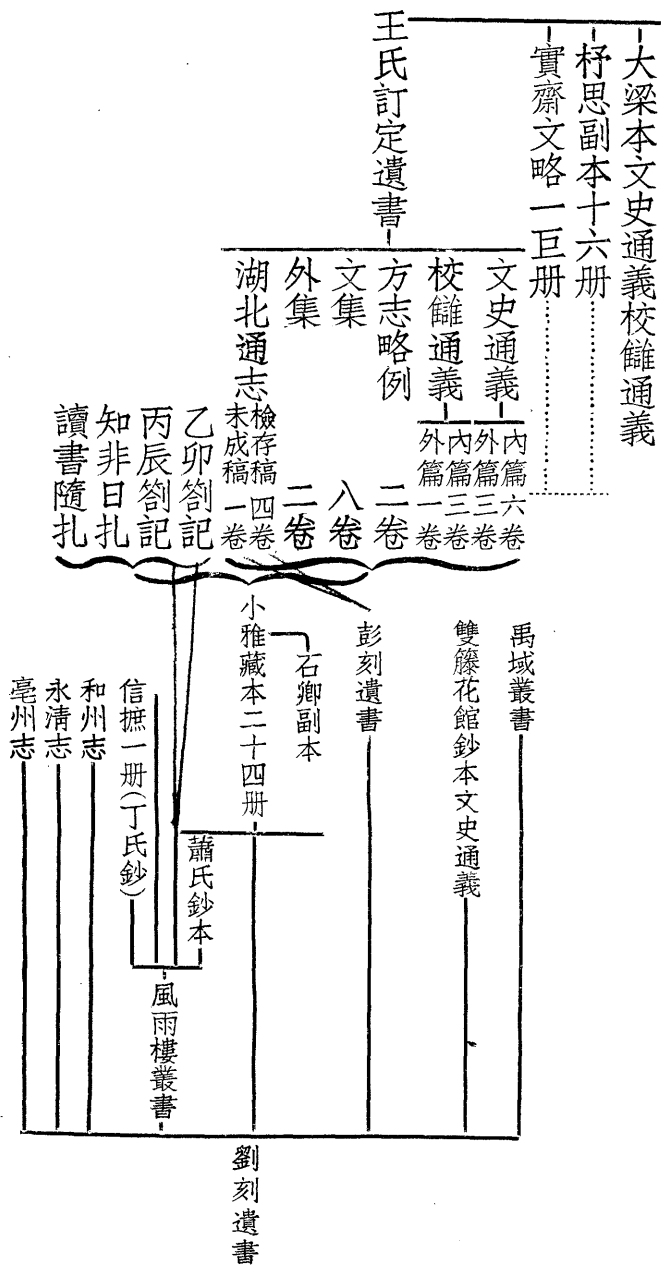 大梁本文史通義校讎通義
杼思副本十六册
實齋文略一巨册
王氏訂定遺書
文史通義
內篇六卷
外篇三卷
校讎通義
內篇三卷
外篇一卷
方志略例 二卷
文集 八卷
外集 二卷
湖北通志
檢存稿四卷
未成稿一卷
乙卯劄記
丙辰劄記
知非日扎
讀書隨扎
禹域叢書
雙籐花館鈔本文史通義
彭刻遺書
石卿副本
小雅藏本二十四册
蕭氏鈔本
信摭一册(丁氏鈔)
和州志
永淸志
亳州志
風雨樓叢書
劉刻遺書